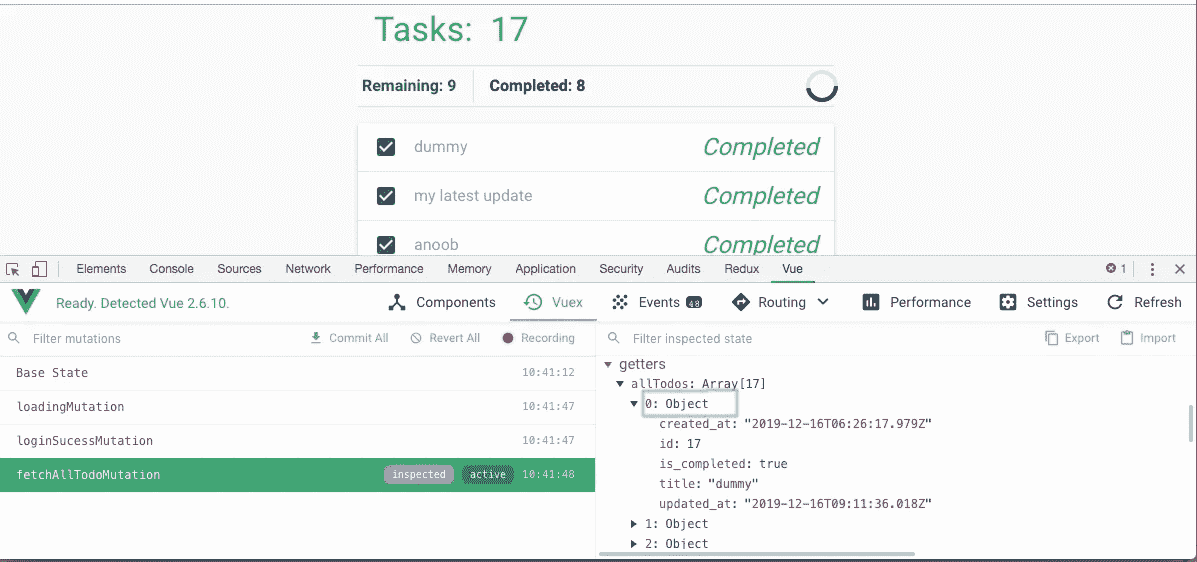 Tasks: 17
Remaining: 9 Completed: 8
dummy Completed
my latest update Completed
anoob Completed
Elements Console Sources Network Performance Memory Application Security Audits Redux Vue 1
Ready. Detected Vue 2.6.10. Components Vuex Events 48 Routing Performance Settings Refresh
Filter mutations Commit All Revert All Recording Filter inspected state Export Import
Base State 10:41:12
loadingMutation 10:41:47
loginSucessMutation 10:41:47
fetchAllTodoMutation inspected active 10:41:48
getters
allTodos: Array[17]
0: Object
created_at: "2019-12-16T06:26:17.979Z"
id: 17
is_completed: true
title: "dummy"
updated_at: "2019-12-16T09:11:36.018Z"
1: Object
2: Object